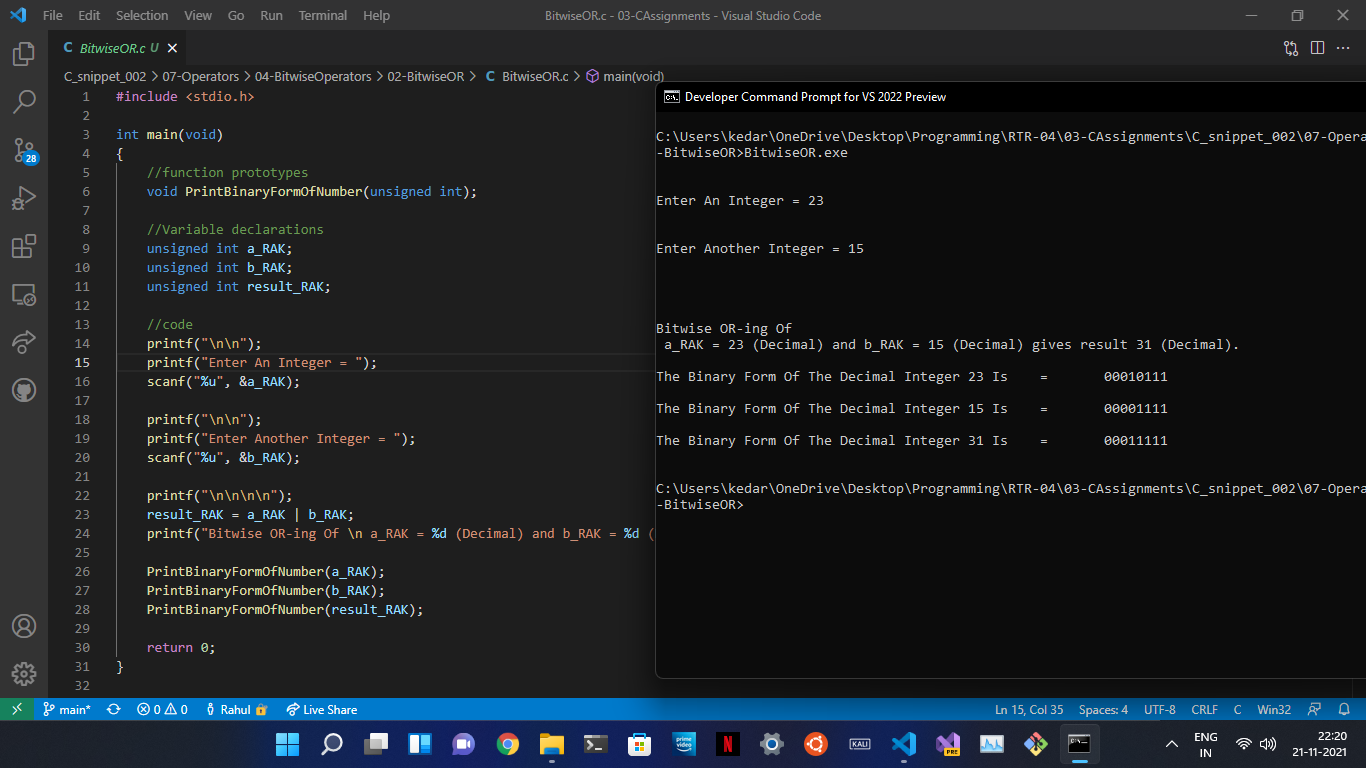 File Edit Selection View Go Run Terminal Help
BitwiseOR.c - 03-CAssignments - Visual Studio Code
C BitwiseOR.c U
C_snippet_002 > 07-Operators > 04-BitwiseOperators > 02-BitwiseOR > C BitwiseOR.c > main(void)
1 #include <stdio.h>
2
3 int main(void)
4 {
5 //function prototypes
6 void PrintBinaryFormOfNumber(unsigned int);
7
8 //Variable declarations
9 unsigned int a_RAK;
10 unsigned int b_RAK;
11 unsigned int result_RAK;
12
13 //code
14 printf("\n\n");
15 printf("Enter An Integer = ");
16 scanf("%u", &a_RAK);
17
18 printf("\n\n");
19 printf("Enter Another Integer = ");
20 scanf("%u", &b_RAK);
21
22 printf("\n\n\n\n");
23 result_RAK = a_RAK | b_RAK;
24 printf("Bitwise OR-ing Of \n a_RAK = %d (Decimal) and b_RAK = %d (
25
26 PrintBinaryFormOfNumber(a_RAK);
27 PrintBinaryFormOfNumber(b_RAK);
28 PrintBinaryFormOfNumber(result_RAK);
29
30 return 0;
31 }
32
28
Developer Command Prompt for VS 2022 Preview
C:\Users\kedar\OneDrive\Desktop\Programming\RTR-04\03-CAssignments\C_snippet_002\07-Opera
-BitwiseOR>BitwiseOR.exe
Enter An Integer = 23
Enter Another Integer = 15
Bitwise OR-ing Of
a_RAK = 23 (Decimal) and b_RAK = 15 (Decimal) gives result 31 (Decimal).
The Binary Form Of The Decimal Integer 23 Is = 00010111
The Binary Form Of The Decimal Integer 15 Is = 00001111
The Binary Form Of The Decimal Integer 31 Is = 00011111
C:\Users\kedar\OneDrive\Desktop\Programming\RTR-04\03-CAssignments\C_snippet_002\07-Opera
-BitwiseOR>
main* 0 0 Rahul Live Share Ln 15, Col 35 Spaces: 4 UTF-8 CRLF C Win32
prime video
N
KALI
PRE
ENG
IN
22:20
21-11-2021